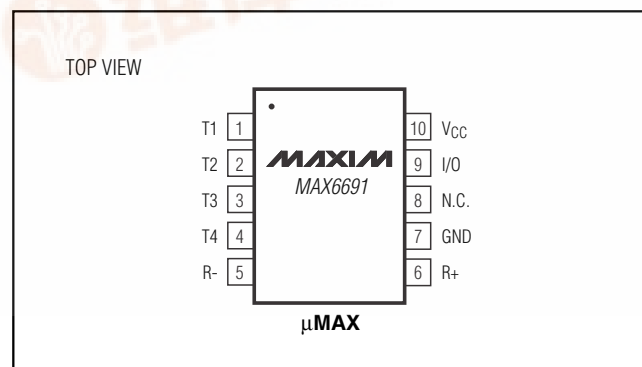 TOP VIEW
T1 1
T2 2
T3 3
T4 4
R- 5
MAXIM
MAX6691
10 VCC
9 I/O
8 N.C.
7 GND
6 R+
µMAX